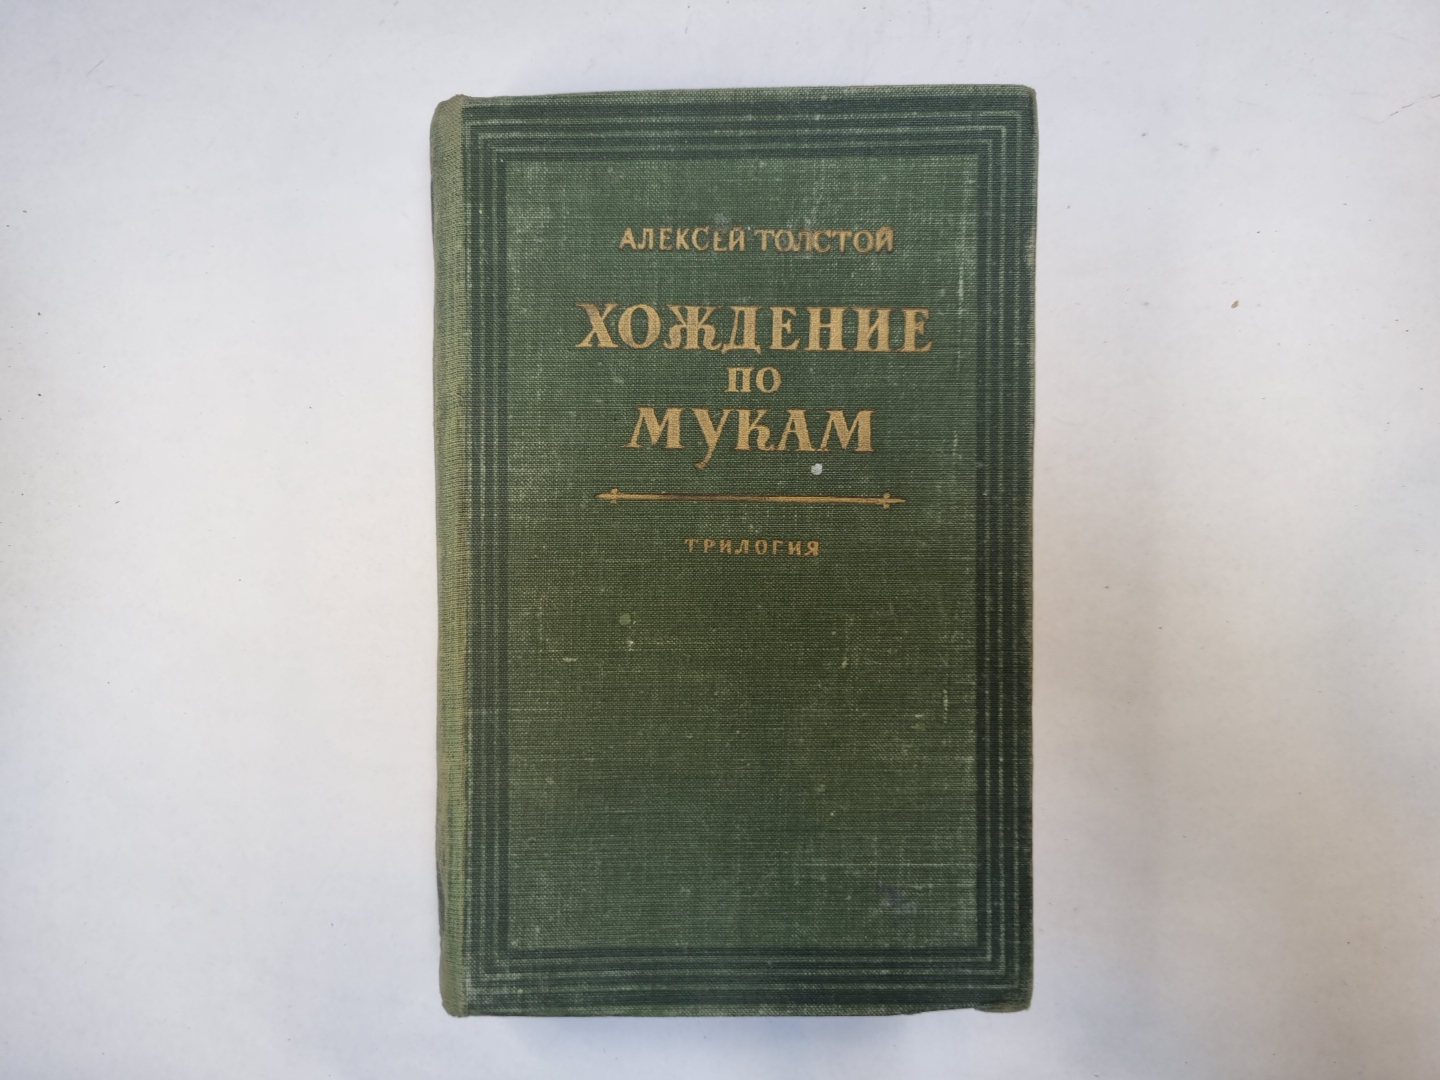 АЛЕКСЕЙ ТОЛСТОЙ
ХОЖДЕНИЕ
ПО
МУКАМ
ТРИЛОГИЯ